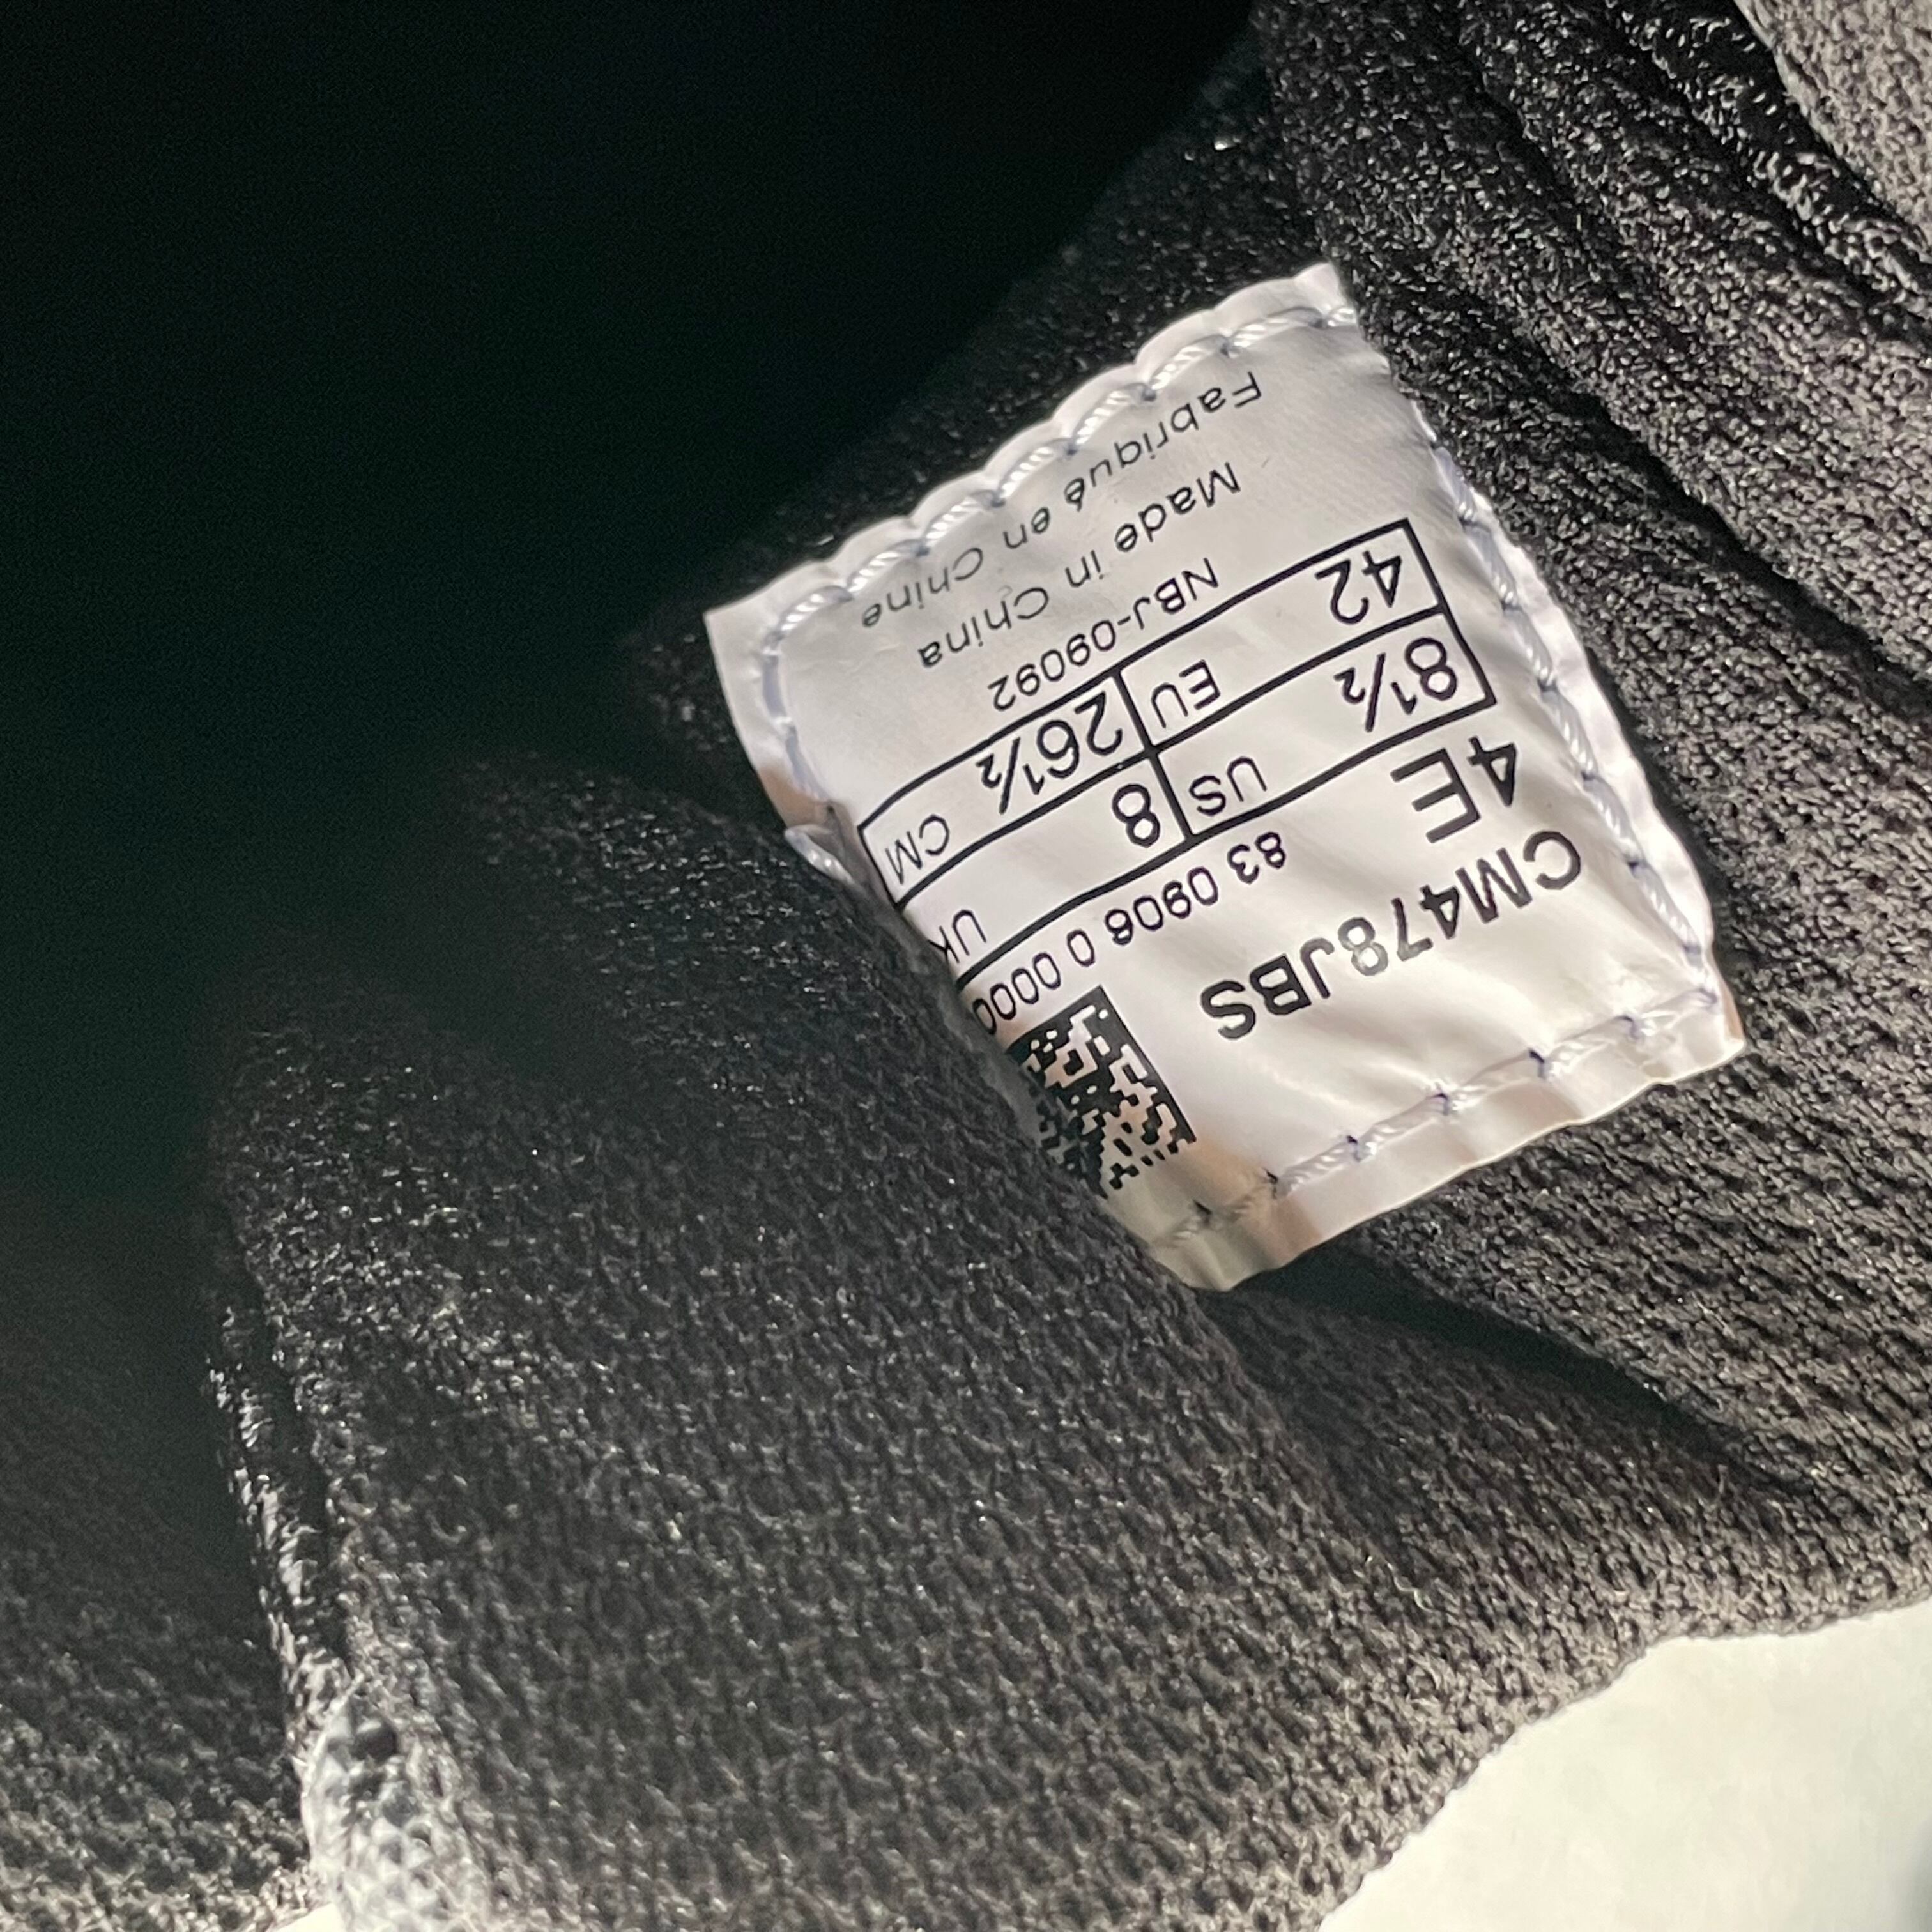 CM478JBS
4E
83 0906 0 000
US 8½ UK 8
EU 42 CM 26½
NBJ-09092
Made in China
Fabriqué en Chine